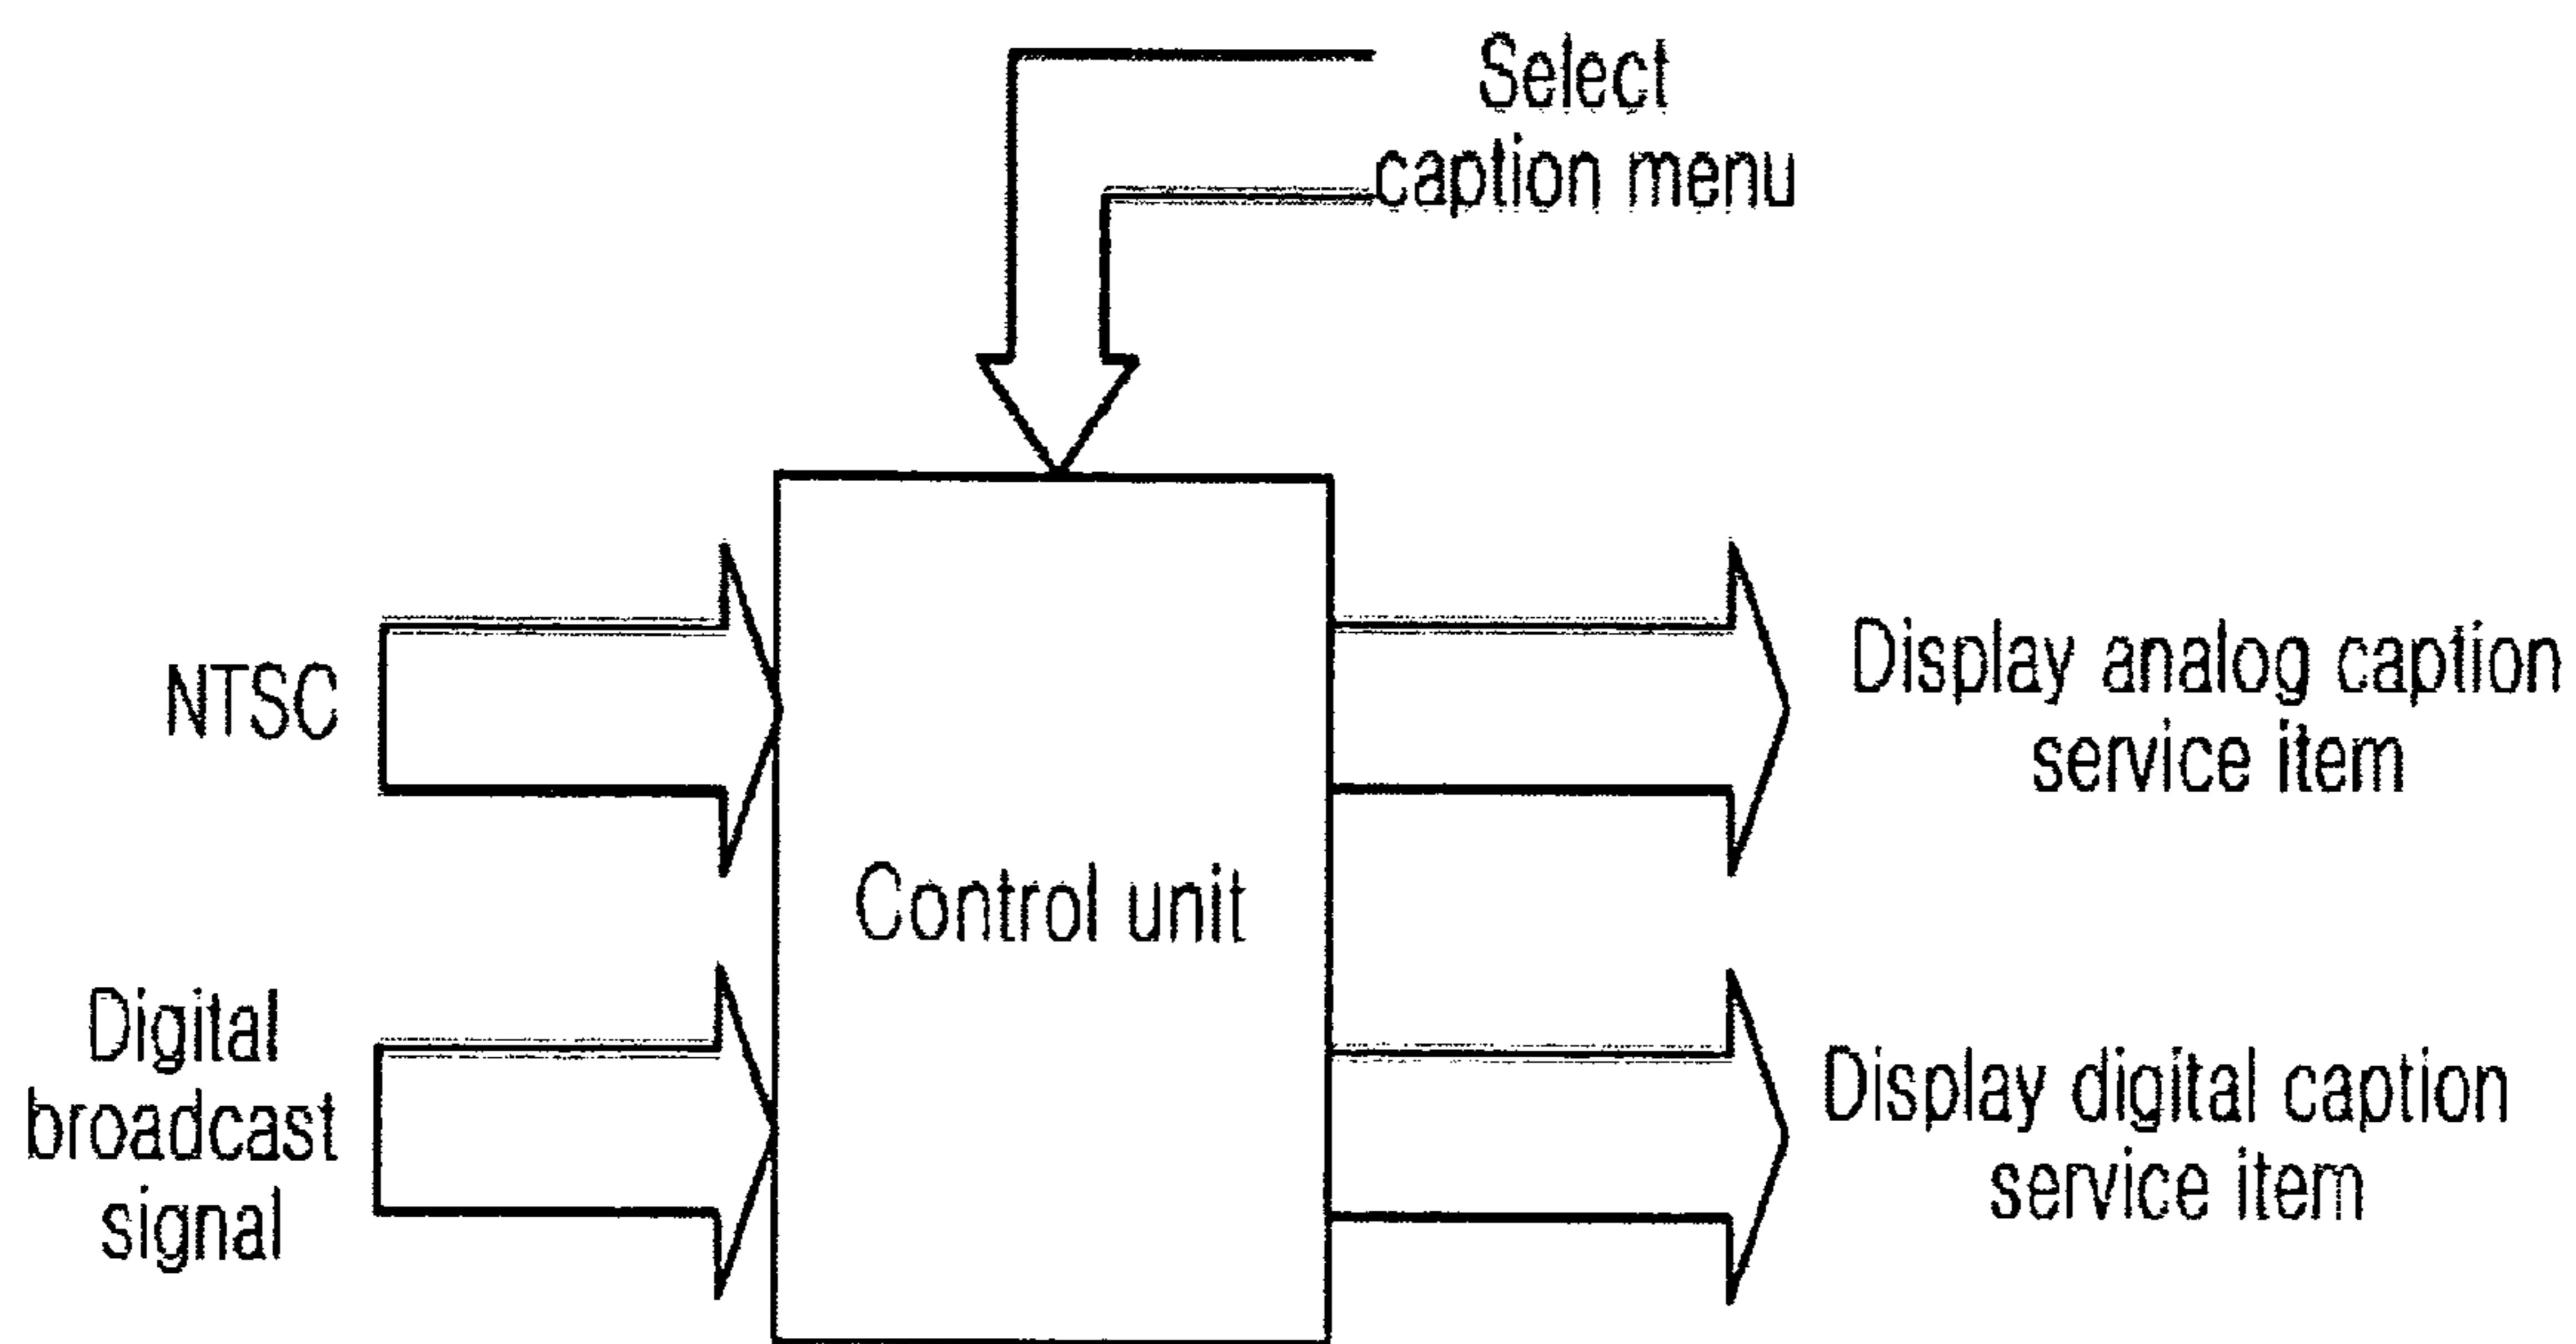 Select
caption menu
NTSC
Display analog caption
service item
Control unit
Digital
broadcast
signal
Display digital caption
service item